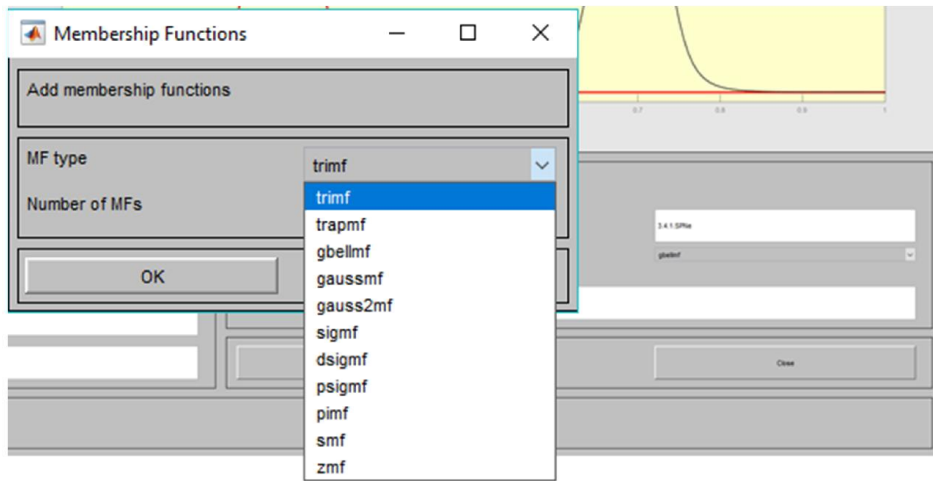 Membership Functions
Add membership functions
MF type
trimf
Number of MFs
trimf
trapmf
gbellmf
gaussmf
gauss2mf
sigmf
dsigmf
psigmf
pimf
smf
zmf
OK
0.7
0.8
0.9
1
gbellmf
Close